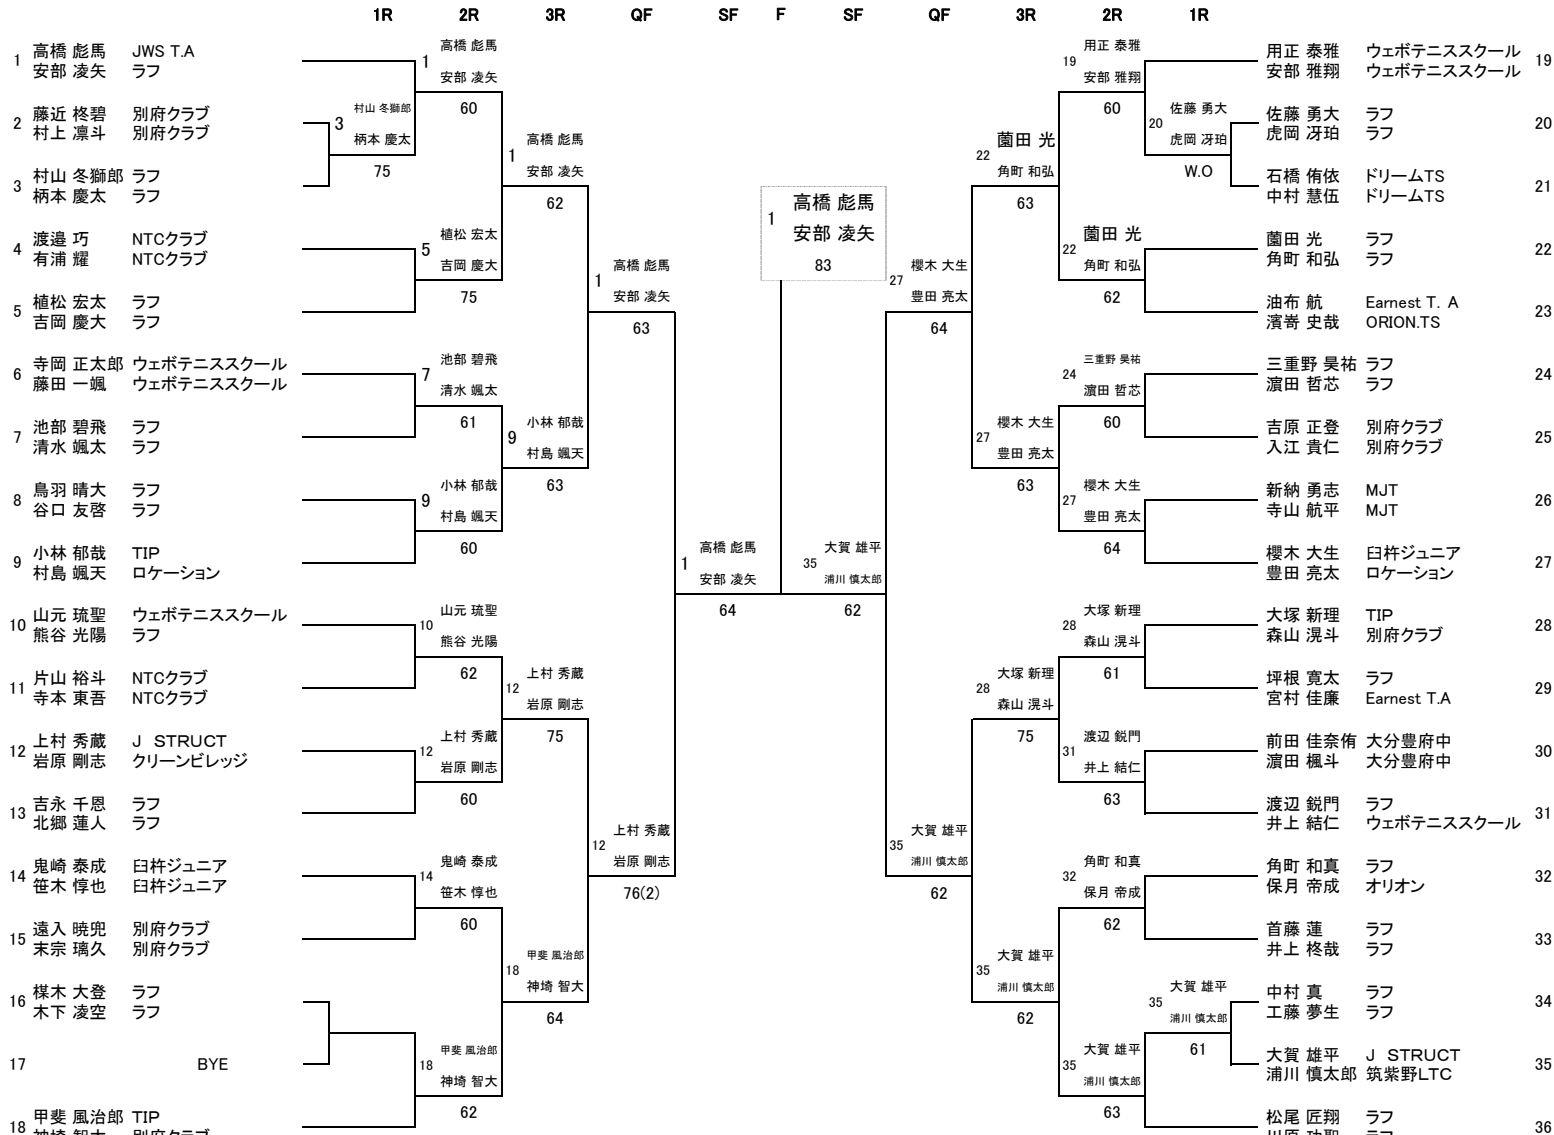 1R 2R 3R QF SF F SF QF 3R 2R 1R
1 高橋 彪馬 JWS T.A
安部 凌矢 ラフ
2 藤近 柊碧 別府クラブ
村上 凛斗 別府クラブ
3 村山 冬獅郎 ラフ
柄本 慶太 ラフ
4 渡邉 巧 NTCクラブ
有浦 耀 NTCクラブ
5 植松 宏太 ラフ
吉岡 慶大 ラフ
6 寺岡 正太郎 ウェボテニススクール
藤田 一颯 ウェボテニススクール
7 池部 碧飛 ラフ
清水 颯太 ラフ
8 鳥羽 晴大 ラフ
谷口 友啓 ラフ
9 小林 郁哉 TIP
村島 颯天 ロケーション
10 山元 琉聖 ウェボテニススクール
熊谷 光陽 ラフ
11 片山 裕斗 NTCクラブ
寺本 東吾 NTCクラブ
12 上村 秀蔵 J STRUCT
岩原 剛志 クリーンビレッジ
13 吉永 千恩 ラフ
北郷 蓮人 ラフ
14 鬼崎 泰成 臼杵ジュニア
笹木 惇也 臼杵ジュニア
15 遠入 暁兜 別府クラブ
末宗 璃久 別府クラブ
16 楳木 大登 ラフ
木下 凌空 ラフ
17 BYE
18 甲斐 風治郎 TIP
3 村山 冬獅郎
柄本 慶太
75
1 高橋 彪馬
安部 凌矢
60
5 植松 宏太
吉岡 慶大
75
7 池部 碧飛
清水 颯太
61
9 小林 郁哉
村島 颯天
60
10 山元 琉聖
熊谷 光陽
62
12 上村 秀蔵
岩原 剛志
60
14 鬼崎 泰成
笹木 惇也
60
18 甲斐 風治郎
神埼 智大
62
1 高橋 彪馬
安部 凌矢
62
9 小林 郁哉
村島 颯天
63
12 上村 秀蔵
岩原 剛志
75
18 甲斐 風治郎
神埼 智大
64
1 高橋 彪馬
安部 凌矢
63
12 上村 秀蔵
岩原 剛志
76(2)
1 高橋 彪馬
安部 凌矢
64
1 高橋 彪馬
安部 凌矢
83
35 大賀 雄平
浦川 慎太郎
62
27 櫻木 大生
豊田 亮太
64
35 大賀 雄平
浦川 慎太郎
62
22 薗田 光
角町 和弘
63
27 櫻木 大生
豊田 亮太
63
28 大塚 新理
森山 滉斗
75
35 大賀 雄平
浦川 慎太郎
62
19 用正 泰雅
安部 雅翔
60
22 薗田 光
角町 和弘
62
24 三重野 昊祐
濵田 哲芯
60
27 櫻木 大生
豊田 亮太
64
28 大塚 新理
森山 滉斗
61
31 渡辺 鋭門
井上 結仁
63
32 角町 和真
保月 帝成
62
35 大賀 雄平
浦川 慎太郎
63
20 佐藤 勇大
虎岡 冴珀
W.O
35 大賀 雄平
浦川 慎太郎
61
用正 泰雅 ウェボテニススクール 19
安部 雅翔 ウェボテニススクール
佐藤 勇大 ラフ 20
虎岡 冴珀 ラフ
石橋 侑依 ドリームTS 21
中村 慧伍 ドリームTS
薗田 光 ラフ 22
角町 和弘 ラフ
油布 航 Earnest T. A 23
濱嵜 史哉 ORION.TS
三重野 昊祐 ラフ 24
濵田 哲芯 ラフ
吉原 正登 別府クラブ 25
入江 貴仁 別府クラブ
新納 勇志 MJT 26
寺山 航平 MJT
櫻木 大生 臼杵ジュニア 27
豊田 亮太 ロケーション
大塚 新理 TIP 28
森山 滉斗 別府クラブ
坪根 寛太 ラフ 29
宮村 佳廉 Earnest T.A
前田 佳奈侑 大分豊府中 30
濵田 楓斗 大分豊府中
渡辺 鋭門 ラフ 31
井上 結仁 ウェボテニススクール
角町 和真 ラフ 32
保月 帝成 オリオン
首藤 蓮 ラフ 33
井上 柊哉 ラフ
中村 真 ラフ 34
工藤 夢生 ラフ
大賀 雄平 J STRUCT 35
浦川 慎太郎 筑紫野LTC
松尾 匠翔 ラフ 36